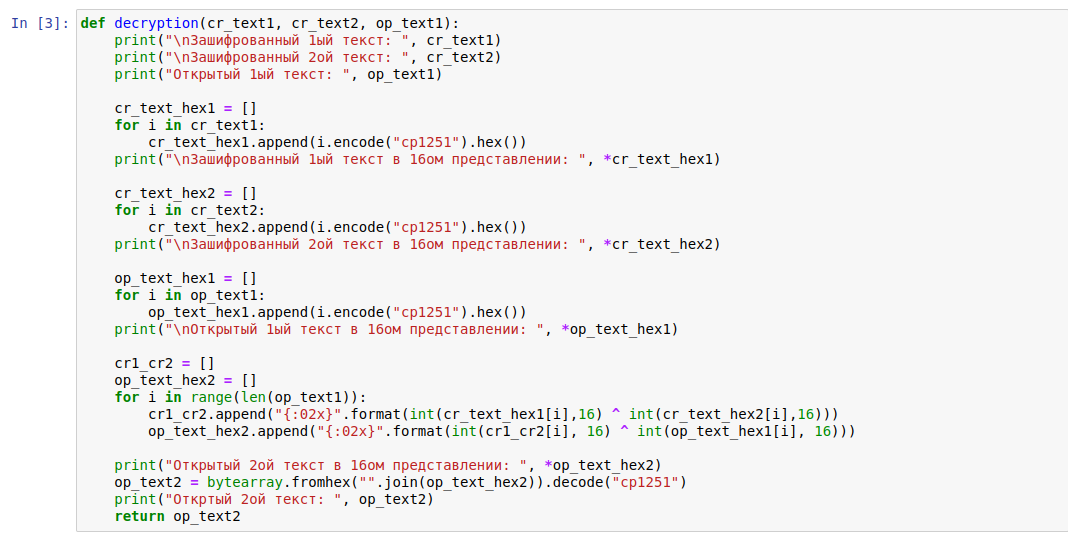 In [3]: def decryption(cr_text1, cr_text2, op_text1):
    print("\nЗашифрованный 1ый текст: ", cr_text1)
    print("\nЗашифрованный 2ой текст: ", cr_text2)
    print("Открытый 1ый текст: ", op_text1)

    cr_text_hex1 = []
    for i in cr_text1:
        cr_text_hex1.append(i.encode("cp1251").hex())
    print("\nЗашифрованный 1ый текст в 16ом представлении: ", *cr_text_hex1)

    cr_text_hex2 = []
    for i in cr_text2:
        cr_text_hex2.append(i.encode("cp1251").hex())
    print("\nЗашифрованный 2ой текст в 16ом представлении: ", *cr_text_hex2)

    op_text_hex1 = []
    for i in op_text1:
        op_text_hex1.append(i.encode("cp1251").hex())
    print("\nОткрытый 1ый текст в 16ом представлении: ", *op_text_hex1)

    cr1_cr2 = []
    op_text_hex2 = []
    for i in range(len(op_text1)):
        cr1_cr2.append("{:02x}".format(int(cr_text_hex1[i],16) ^ int(cr_text_hex2[i],16)))
        op_text_hex2.append("{:02x}".format(int(cr1_cr2[i], 16) ^ int(op_text_hex1[i], 16)))

    print("Открытый 2ой текст в 16ом представлении: ", *op_text_hex2)
    op_text2 = bytearray.fromhex("".join(op_text_hex2)).decode("cp1251")
    print("Откртый 2ой текст: ", op_text2)
    return op_text2